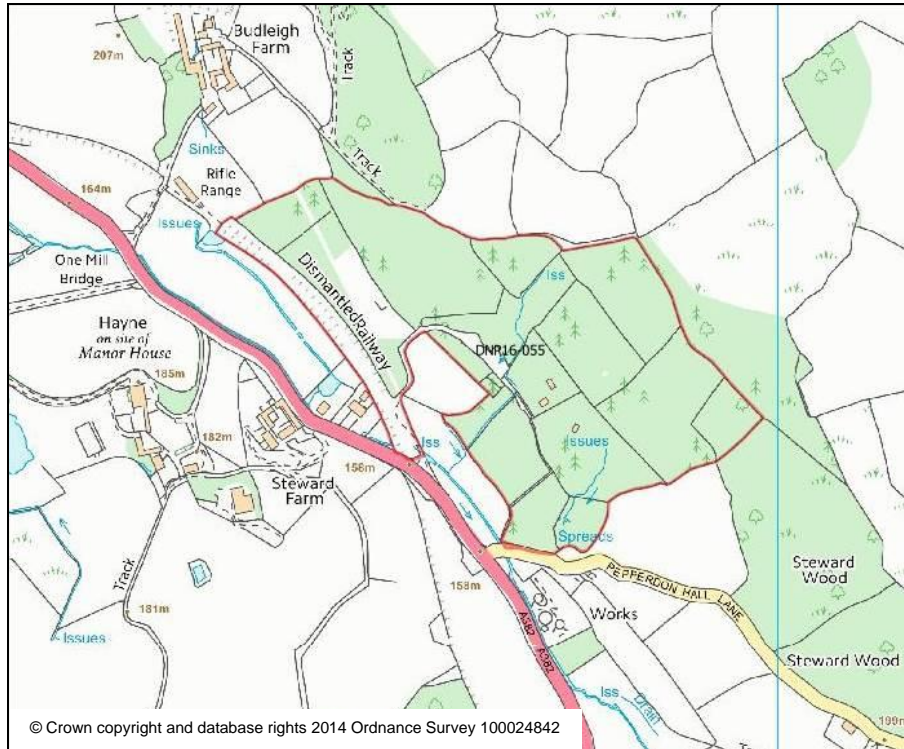 Budleigh
Farm
207m
Track
Sinks
Track
Rifle
Range
164m
Issues
One Mill
Bridge
Dismantled Railway
Iss
Hayne
on site of
Manor House
DNR16-055
185m
182m
Iss
Issues
156m
Steward
Farm
Spreads
Track
158m
PEPPERDON HALL LANE
Steward
Wood
181m
Works
A382
A382
Issues
Steward Wood
Iss
Drain
199m
© Crown copyright and database rights 2014 Ordnance Survey 100024842